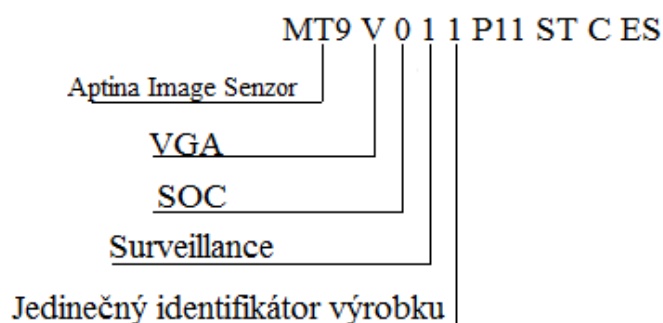 MT9 V 0 1 1 P11 ST C ES
Aptina Image Senzor
VGA
SOC
Surveillance
Jedinečný identifikátor výrobku